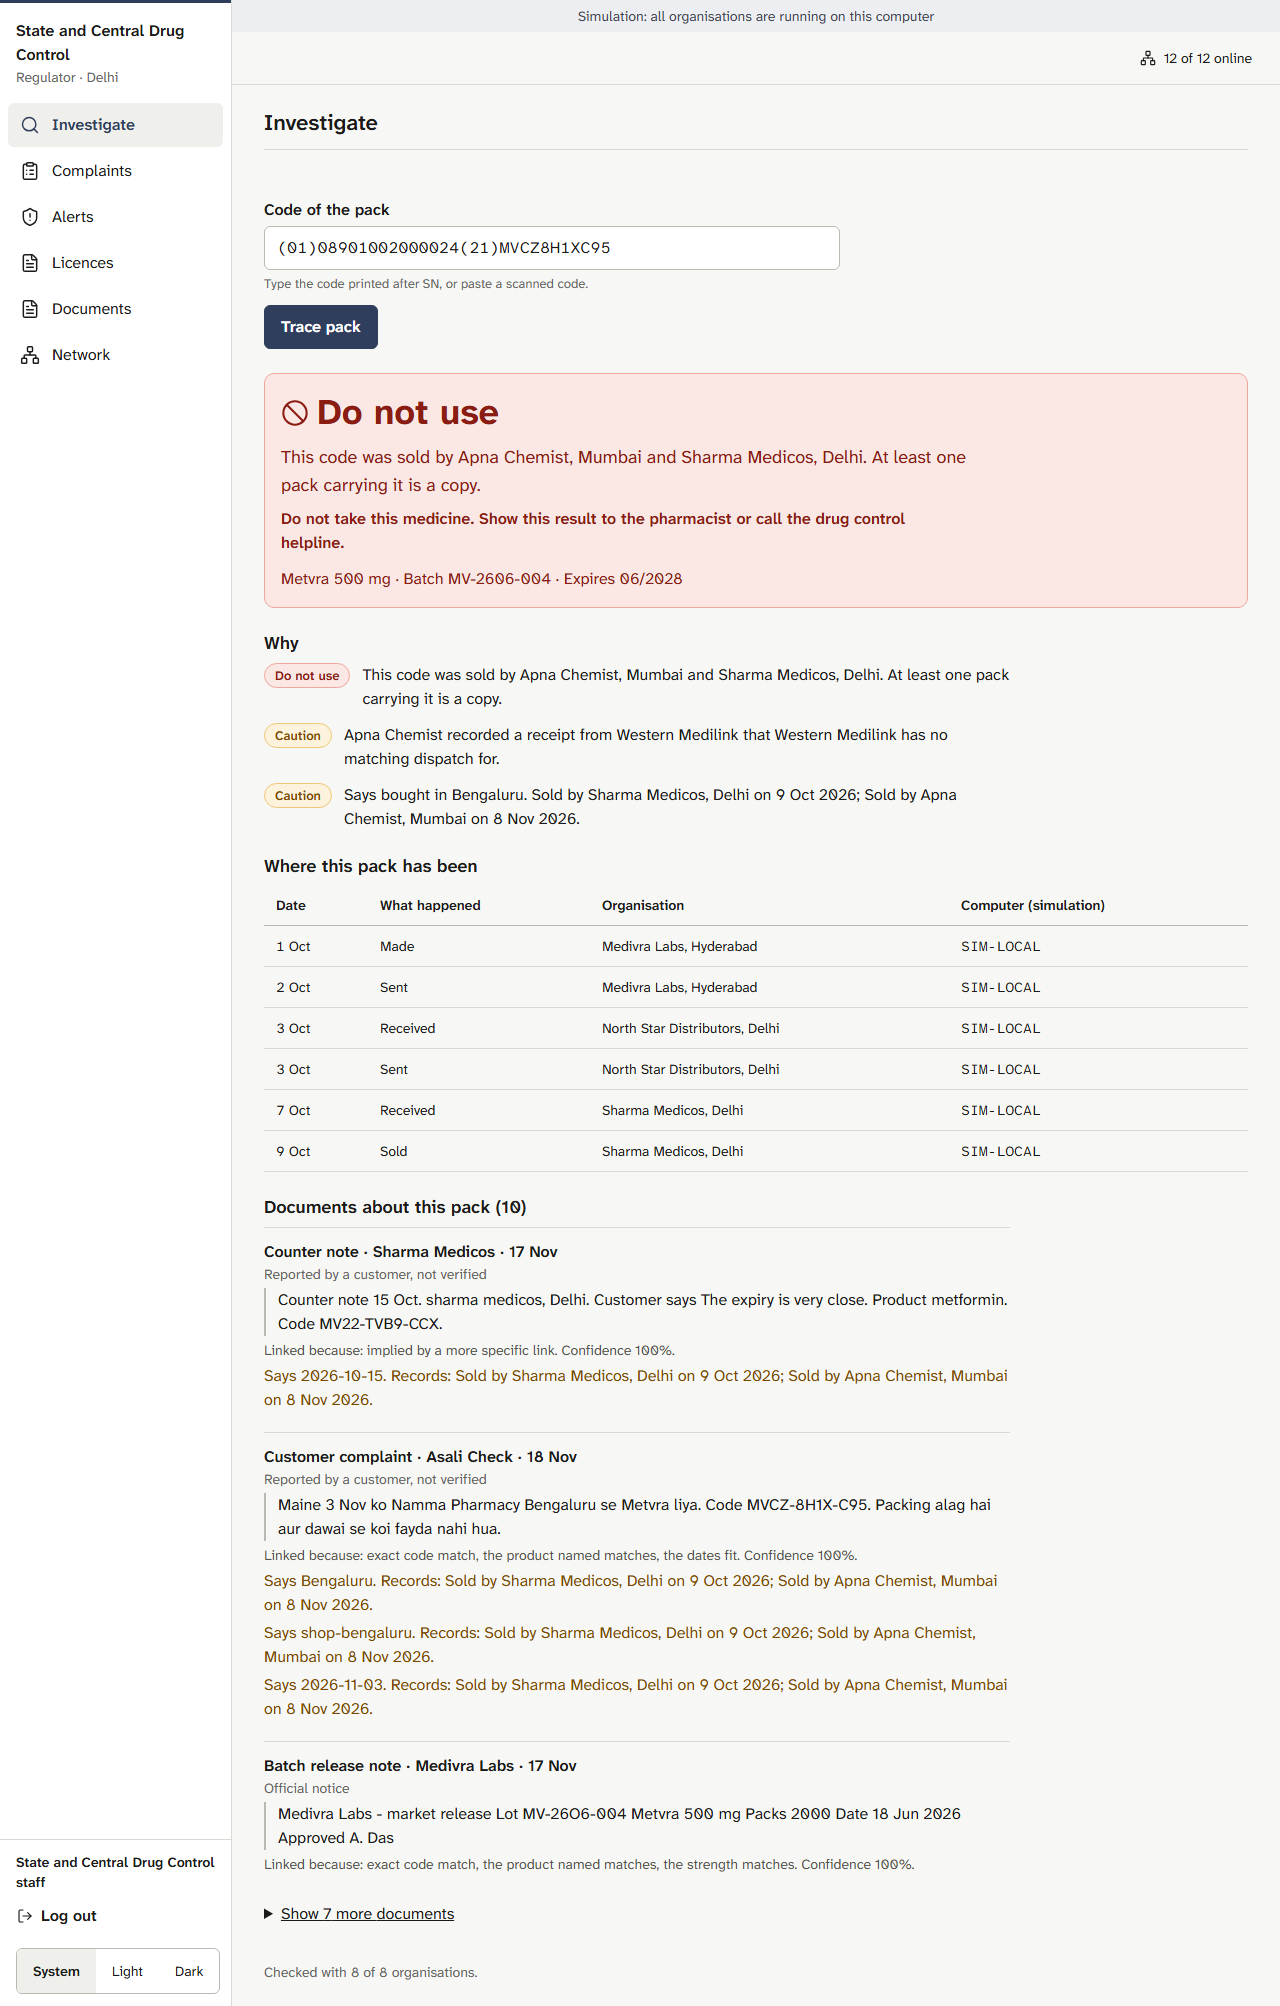 State and Central Drug
Control
Regulator · Delhi
Investigate
Complaints
Alerts
Licences
Documents
Network
State and Central Drug Control
staff
Log out
System
Light
Dark
Simulation: all organisations are running on this computer
12 of 12 online
Investigate
Code of the pack
(01)08901002000024(21)MVCZ8H1XC95
Type the code printed after SN, or paste a scanned code.
Trace pack
Do not use
This code was sold by Apna Chemist, Mumbai and Sharma Medicos, Delhi. At least one
pack carrying it is a copy.
Do not take this medicine. Show this result to the pharmacist or call the drug control
helpline.
Metvra 500 mg · Batch MV-2606-004 · Expires 06/2028
Why
Do not use This code was sold by Apna Chemist, Mumbai and Sharma Medicos, Delhi. At least one pack
carrying it is a copy.
Caution Apna Chemist recorded a receipt from Western Medilink that Western Medilink has no
matching dispatch for.
Caution Says bought in Bengaluru. Sold by Sharma Medicos, Delhi on 9 Oct 2026; Sold by Apna
Chemist, Mumbai on 8 Nov 2026.
Where this pack has been
Date What happened Organisation Computer (simulation)
1 Oct Made Medivra Labs, Hyderabad SIM-LOCAL
2 Oct Sent Medivra Labs, Hyderabad SIM-LOCAL
3 Oct Received North Star Distributors, Delhi SIM-LOCAL
3 Oct Sent North Star Distributors, Delhi SIM-LOCAL
7 Oct Received Sharma Medicos, Delhi SIM-LOCAL
9 Oct Sold Sharma Medicos, Delhi SIM-LOCAL
Documents about this pack (10)
Counter note · Sharma Medicos · 17 Nov
Reported by a customer, not verified
Counter note 15 Oct. sharma medicos, Delhi. Customer says The expiry is very close. Product metformin.
Code MV22-TVB9-CCX.
Linked because: implied by a more specific link. Confidence 100%.
Says 2026-10-15. Records: Sold by Sharma Medicos, Delhi on 9 Oct 2026; Sold by Apna Chemist, Mumbai
on 8 Nov 2026.
Customer complaint · Asali Check · 18 Nov
Reported by a customer, not verified
Maine 3 Nov ko Namma Pharmacy Bengaluru se Metvra liya. Code MVCZ-8H1X-C95. Packing alag hai
aur dawai se koi fayda nahi hua.
Linked because: exact code match, the product named matches, the dates fit. Confidence 100%.
Says Bengaluru. Records: Sold by Sharma Medicos, Delhi on 9 Oct 2026; Sold by Apna Chemist, Mumbai
on 8 Nov 2026.
Says shop-bengaluru. Records: Sold by Sharma Medicos, Delhi on 9 Oct 2026; Sold by Apna Chemist,
Mumbai on 8 Nov 2026.
Says 2026-11-03. Records: Sold by Sharma Medicos, Delhi on 9 Oct 2026; Sold by Apna Chemist, Mumbai
on 8 Nov 2026.
Batch release note · Medivra Labs · 17 Nov
Official notice
Medivra Labs - market release Lot MV-26O6-004 Metvra 500 mg Packs 2000 Date 18 Jun 2026
Approved A. Das
Linked because: exact code match, the product named matches, the strength matches. Confidence 100%.
Show 7 more documents
Checked with 8 of 8 organisations.